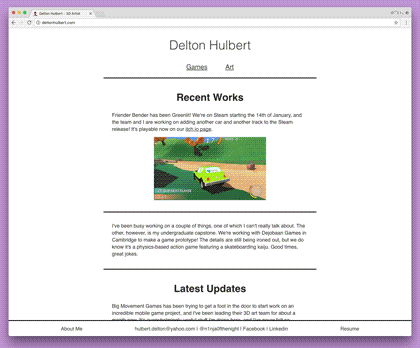 Delton Hulbert - 3D Artist
deltonhulbert.com
Delton Hulbert
Games Art
Recent Works
Friender Bender has been Greenlit! We're on Steam starting the 14th of January, and
the team and I are working on adding another car and another track to the Steam
release! It's playable now on our itch.io page.
I've been busy working on a couple of things, one of which I can't really talk about. The
other, however, is my undergraduate capstone. We're working with Dejobaan Games in
Cambridge to make a game prototype! The details are still being ironed out, but we do
know it's a physics-based action game featuring a skateboarding kaiju. Good times,
great jokes.
Latest Updates
Big Movement Games has been trying to get a foot in the door to start work on an
incredible mobile game project, and I've been leading their 3D art team for about a
About Me hulbert.delton@yahoo.com | @n1nja0fthenight | Facebook | Linkedin Resume